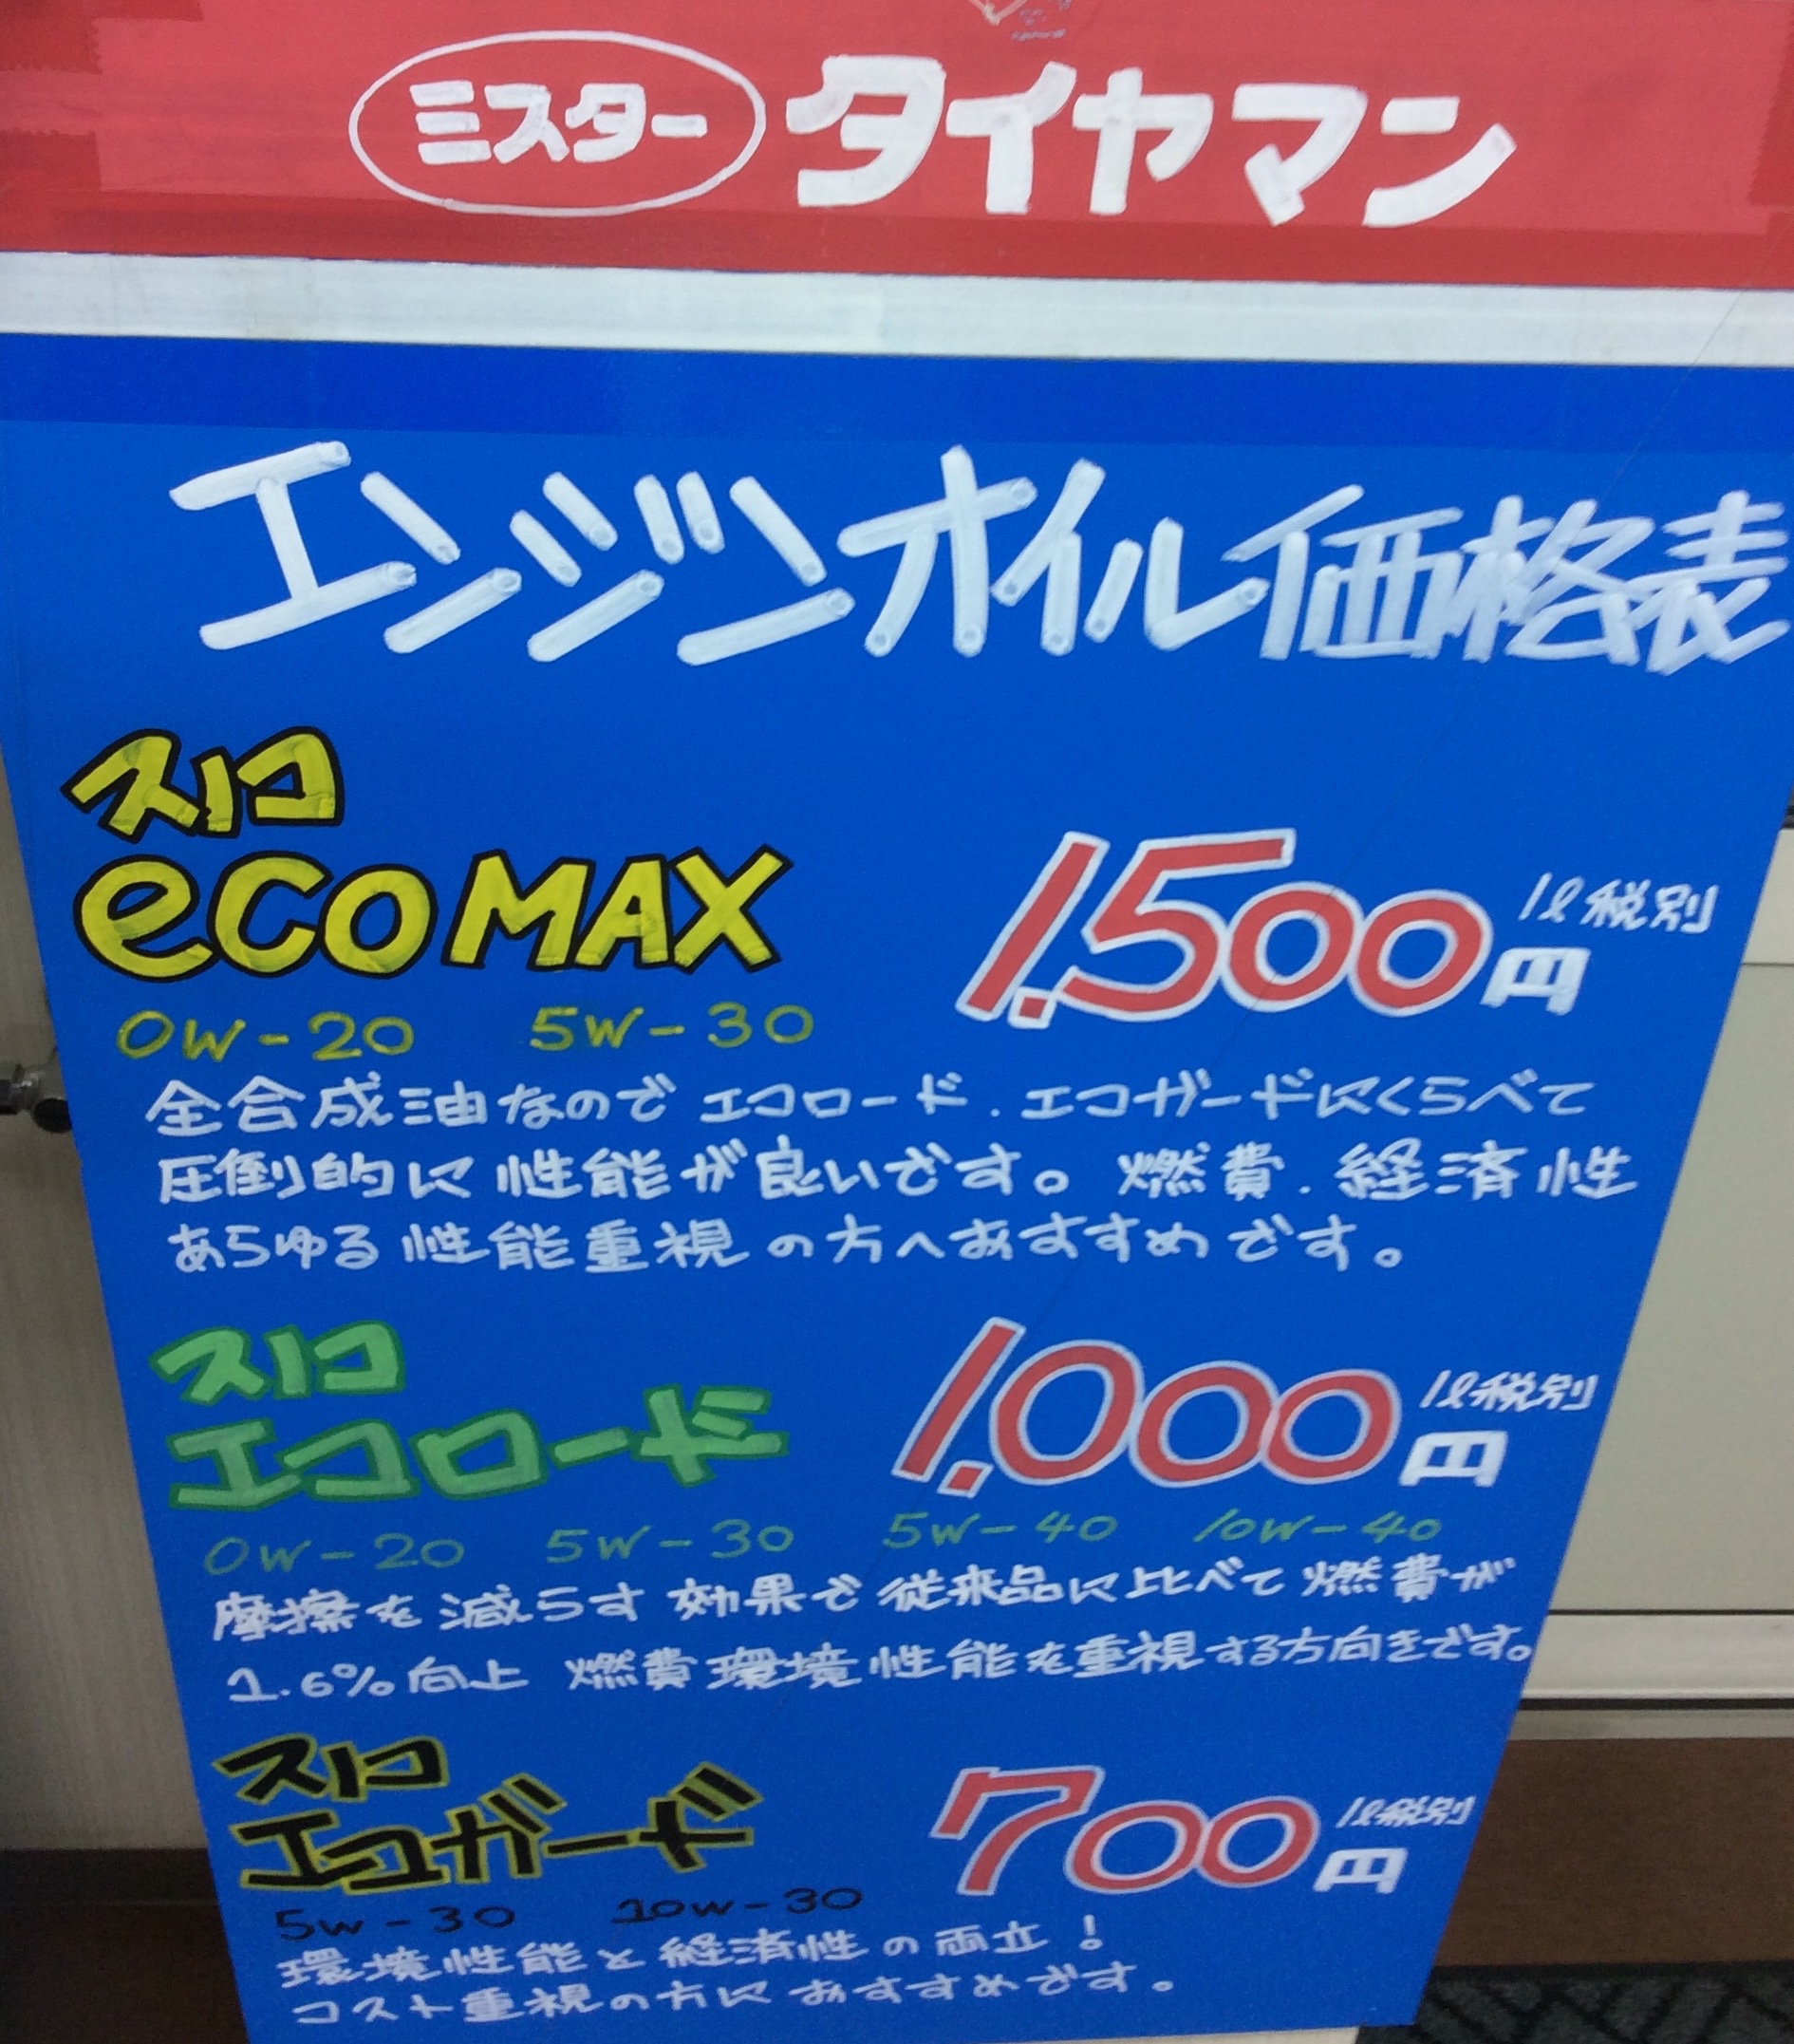 ミスター タイヤマン
エンジンオイル価格表
スノコ
eco MAX
1,500円 1ℓ税別
0W-20 5W-30
全合成油なので エコロード.エコガードにくらべて
圧倒的に性能が良いです。燃費.経済性
あらゆる性能重視の方へおすすめです。
スノコ
エコロード
1,000円 1ℓ税別
0W-20 5W-30 5W-40 10W-40
摩擦を減らす効果で従来品に比べて燃費が
1.6%向上 燃費環境性能を重視する方向きです。
スノコ
エコガード
700円 1ℓ税別
5W-30 10W-30
環境性能と経済性の両立!
コスト重視の方におすすめです。